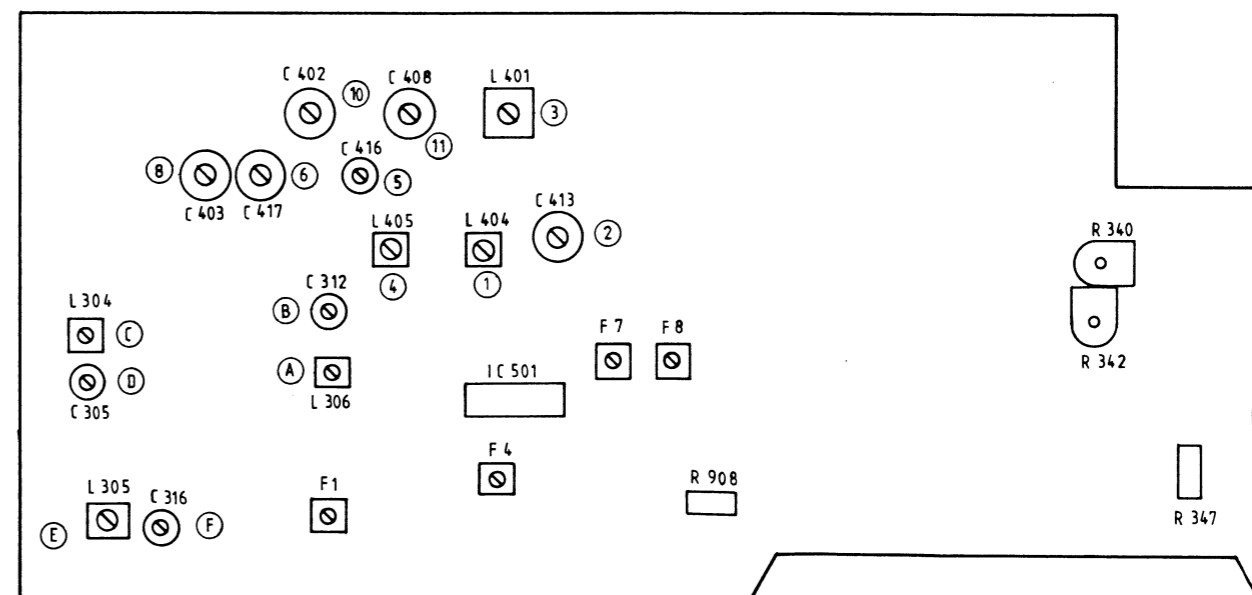 C 402
10
C 408
11
L 401
3
8
C 403
C 417
6
C 416
5
L 405
4
L 404
1
C 413
2
R 340
R 342
L 304
C
D
C 305
C 312
B
A
L 306
F 7
F 8
IC 501
F 4
L 305
E
C 316
F
F 1
R 908
R 347